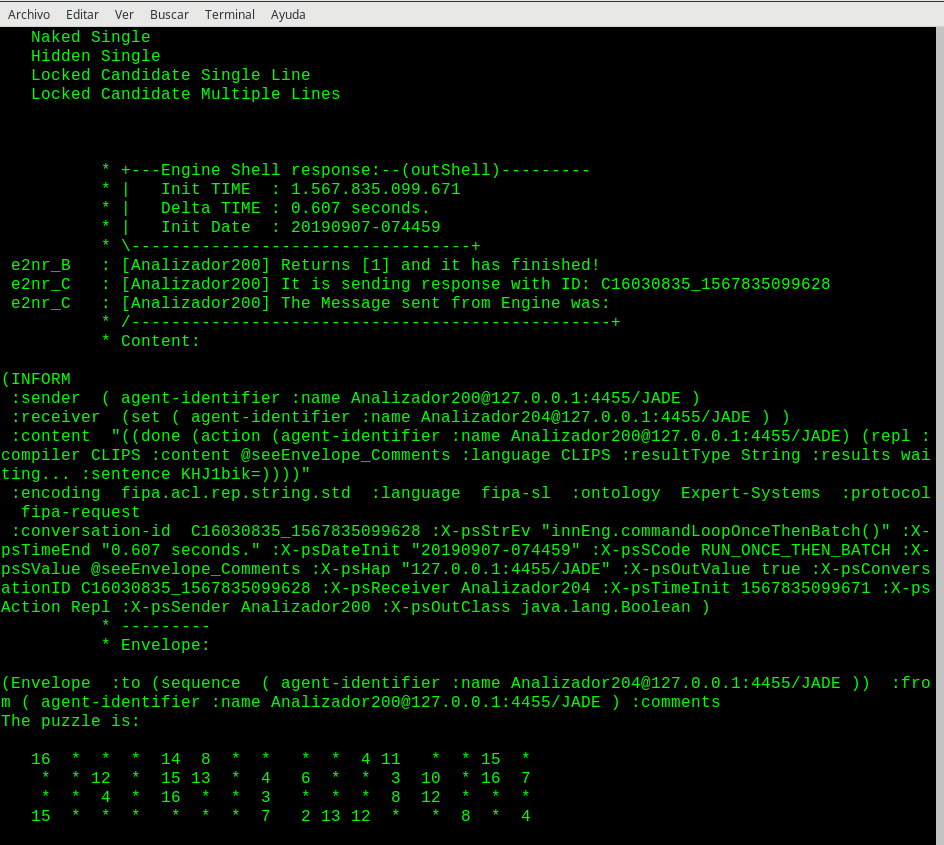 Archivo Editar Ver Buscar Terminal Ayuda
Naked Single
Hidden Single
Locked Candidate Single Line
Locked Candidate Multiple Lines
* +---Engine Shell response:--(outShell)---------
* |   Init TIME  : 1.567.835.099.671
* |   Delta TIME : 0.607 seconds.
* |   Init Date  : 20190907-074459
* \----------------------------------+
e2nr_B   : [Analizador200] Returns [1] and it has finished!
e2nr_C   : [Analizador200] It is sending response with ID: C16030835_1567835099628
e2nr_C   : [Analizador200] The Message sent from Engine was:
* /------------------------------------------------+
* Content:
(INFORM
:sender  ( agent-identifier :name Analizador200@127.0.0.1:4455/JADE )
:receiver  (set ( agent-identifier :name Analizador204@127.0.0.1:4455/JADE ) )
:content  "((done (action (agent-identifier :name Analizador200@127.0.0.1:4455/JADE) (repl :
compiler CLIPS :content @seeEnvelope_Comments :language CLIPS :resultType String :results wai
ting... :sentence KHJ1bik=))))"
:encoding  fipa.acl.rep.string.std  :language  fipa-sl  :ontology  Expert-Systems  :protocol
fipa-request
:conversation-id  C16030835_1567835099628 :X-psStrEv "innEng.commandLoopOnceThenBatch()" :X-
psTimeEnd "0.607 seconds." :X-psDateInit "20190907-074459" :X-psSCode RUN_ONCE_THEN_BATCH :X-
psSValue @seeEnvelope_Comments :X-psHap "127.0.0.1:4455/JADE" :X-psOutValue true :X-psConvers
ationID C16030835_1567835099628 :X-psReceiver Analizador204 :X-psTimeInit 1567835099671 :X-ps
Action Repl :X-psSender Analizador200 :X-psOutClass java.lang.Boolean )
* ---------
* Envelope:
(Envelope  :to (sequence  ( agent-identifier :name Analizador204@127.0.0.1:4455/JADE ))  :fro
m ( agent-identifier :name Analizador200@127.0.0.1:4455/JADE ) :comments
The puzzle is:
16  *  *  *  14  8  *  *   *  *  4 11   *  * 15  *
*  * 12  *  15 13  *  4   6  *  *  3  10  * 16  7
*  *  4  *  16  *  *  3   *  *  *  8  12  *  *  *
15  *  *  *   *  *  *  7   2 13 12  *   *  8  *  4